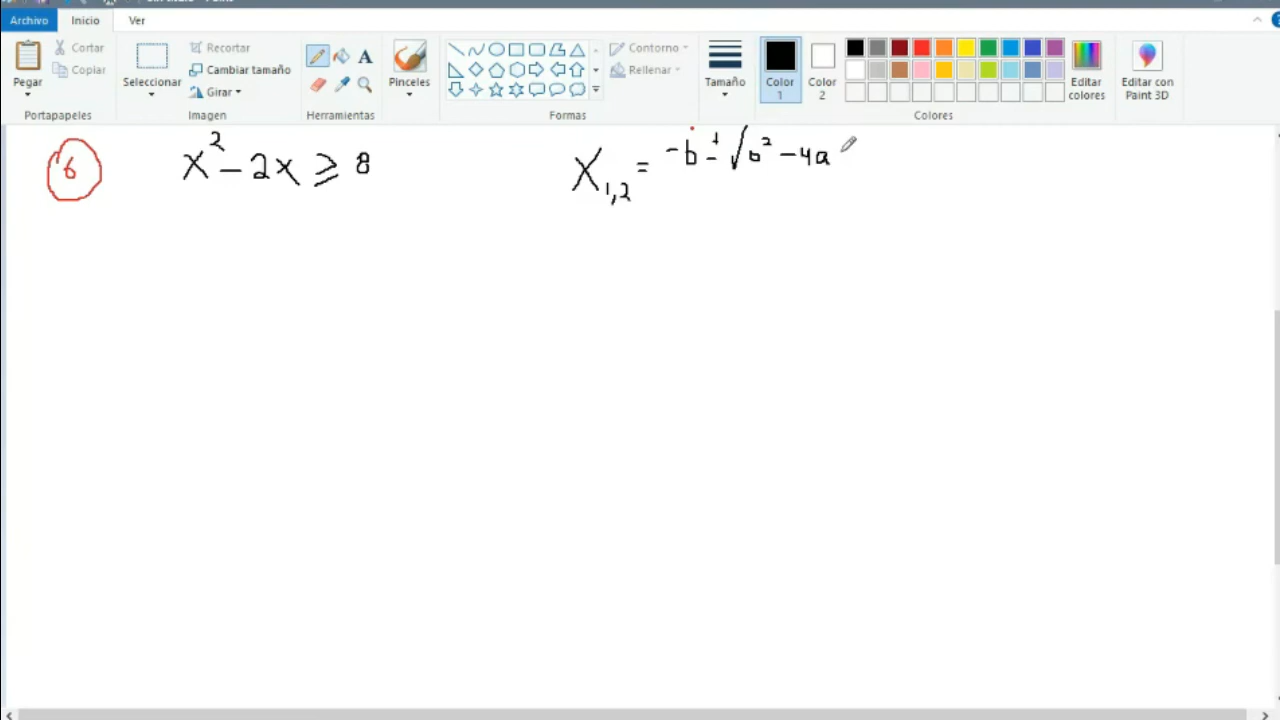 Archivo Inicio Ver
Pegar
Cortar
Copiar
Portapapeles
Seleccionar
Recortar
Cambiar tamaño
Girar
Imagen
A
Herramientas
Pinceles
Contorno
Rellenar
Formas
Tamaño
Color 1
Color 2
Editar colores
Editar con Paint 3D
Colores
6 x² - 2x ≥ 8
X₁,₂ = -b ± √b² - 4a